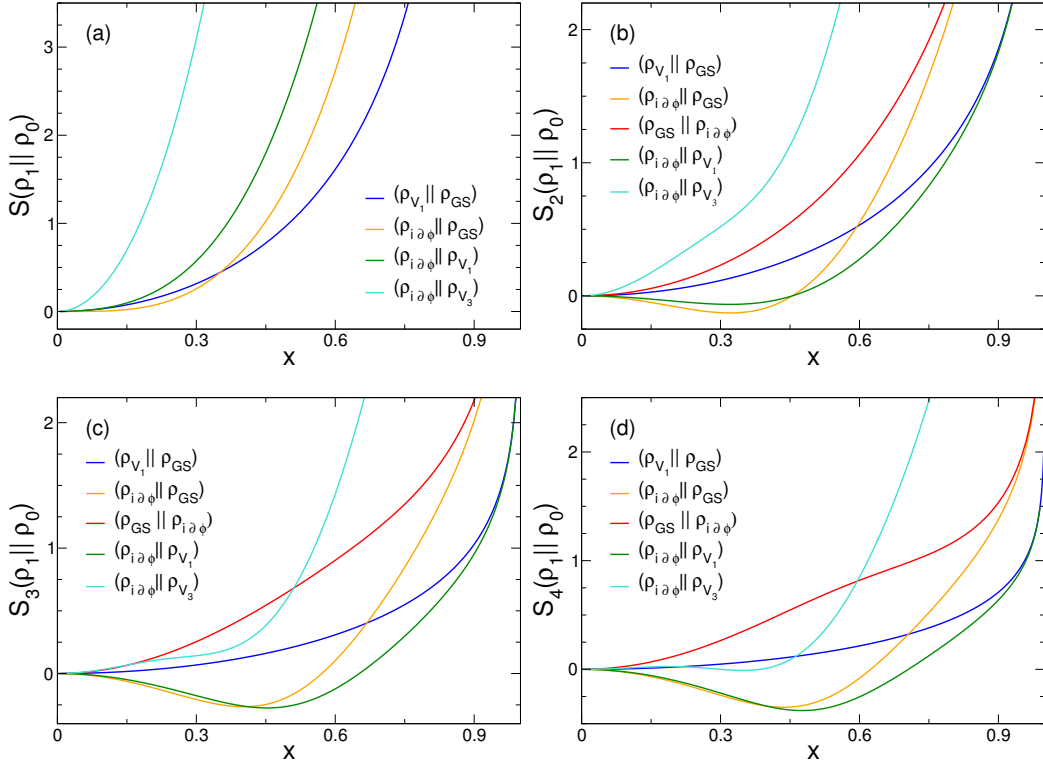 (a)
S(ρ1|| ρ0)
3
2
1
0
0 0.3 0.6 0.9
x
(ρV1|| ρGS)
(ρi∂ϕ|| ρGS)
(ρi∂ϕ|| ρV1)
(ρi∂ϕ|| ρV3)
(b)
S2(ρ1|| ρ0)
2
1
0
0 0.3 0.6 0.9
x
(ρV1|| ρGS)
(ρi∂ϕ|| ρGS)
(ρGS || ρi∂ϕ)
(ρi∂ϕ|| ρV1)
(ρi∂ϕ|| ρV3)
(c)
S3(ρ1|| ρ0)
2
1
0
0 0.3 0.6 0.9
x
(ρV1|| ρGS)
(ρi∂ϕ|| ρGS)
(ρGS || ρi∂ϕ)
(ρi∂ϕ|| ρV1)
(ρi∂ϕ|| ρV3)
(d)
S4(ρ1|| ρ0)
2
1
0
0 0.3 0.6 0.9
x
(ρV1|| ρGS)
(ρi∂ϕ|| ρGS)
(ρGS || ρi∂ϕ)
(ρi∂ϕ|| ρV1)
(ρi∂ϕ|| ρV3)